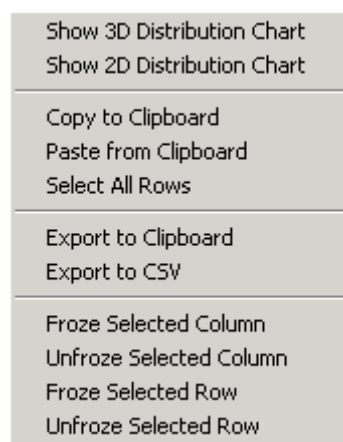 Show 3D Distribution Chart
Show 2D Distribution Chart
Copy to Clipboard
Paste from Clipboard
Select All Rows
Export to Clipboard
Export to CSV
Froze Selected Column
Unfroze Selected Column
Froze Selected Row
Unfroze Selected Row